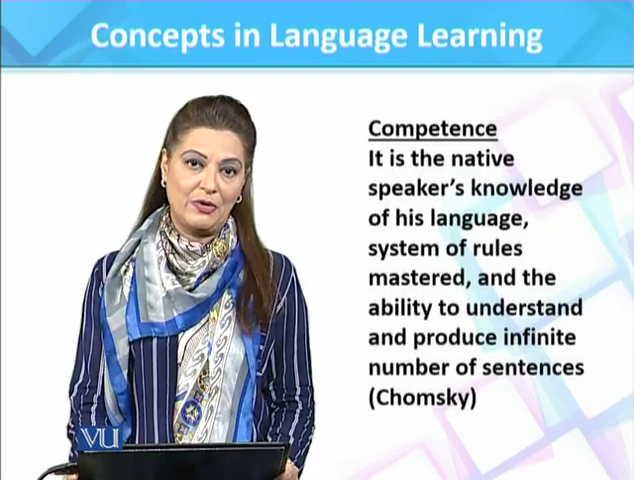 Concepts in Language Learning
Competence
It is the native
speaker's knowledge
of his language,
system of rules
mastered, and the
ability to understand
and produce infinite
number of sentences
(Chomsky)
VU